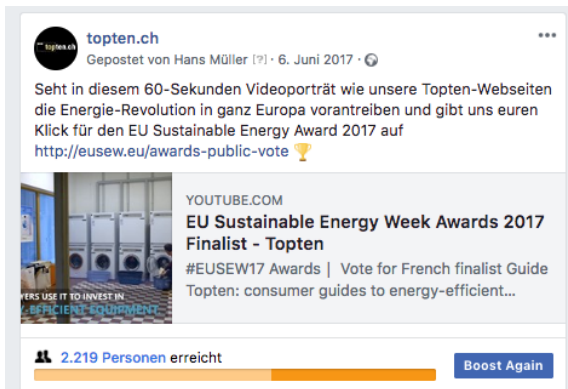 topten.ch
topten.ch
Gepostet von Hans Müller [?] · 6. Juni 2017 ·
Seht in diesem 60-Sekunden Videoporträt wie unsere Topten-Webseiten
die Energie-Revolution in ganz Europa vorantreiben und gibt uns euren
Klick für den EU Sustainable Energy Award 2017 auf
http://eusew.eu/awards-public-vote 🏆
YOUTUBE.COM
EU Sustainable Energy Week Awards 2017
Finalist - Topten
#EUSEW17 Awards | Vote for French finalist Guide
Topten: consumer guides to energy-efficient...
YERS USE IT TO INVEST IN
Y-EFFICIENT EQUIPMENT
2.219 Personen erreicht
Boost Again